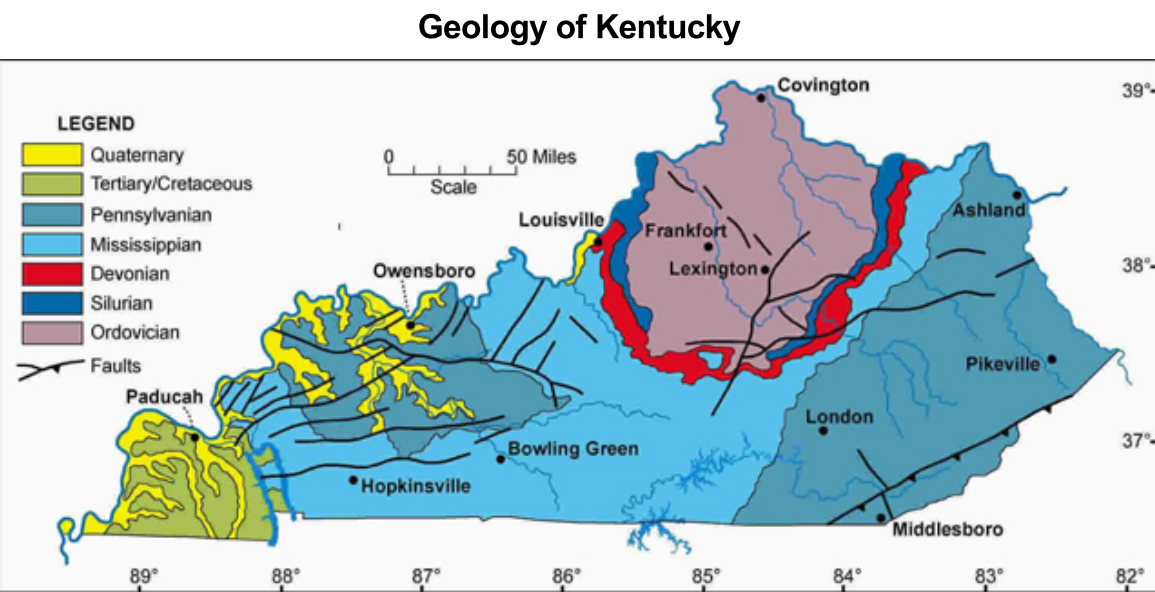 Geology of Kentucky
Covington
39°
LEGEND
Quaternary
Tertiary/Cretaceous
Pennsylvanian
Mississippian
Devonian
Silurian
Ordovician
Faults
0 50 Miles
Scale
Louisville
Frankfort
Lexington
Ashland
38°
Owensboro
Paducah
Pikeville
London
37°
Bowling Green
Hopkinsville
Middlesboro
89° 88° 87° 86° 85° 84° 83° 82°